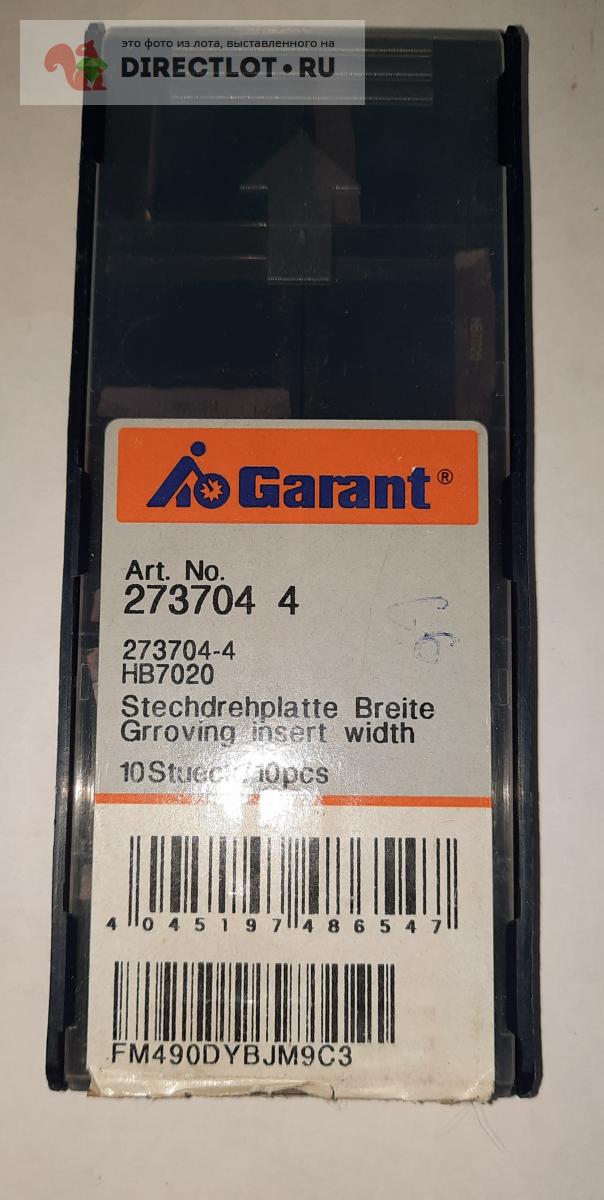 это фото из лота, выставленного на
DIRECTLOT•RU
HB7020
Garant®
Art. No.
273704 4
273704-4
HB7020
Stechdrehplatte Breite
Grroving insert width
10 10pcs
4 045197 486547
FM490DYBJM9C3